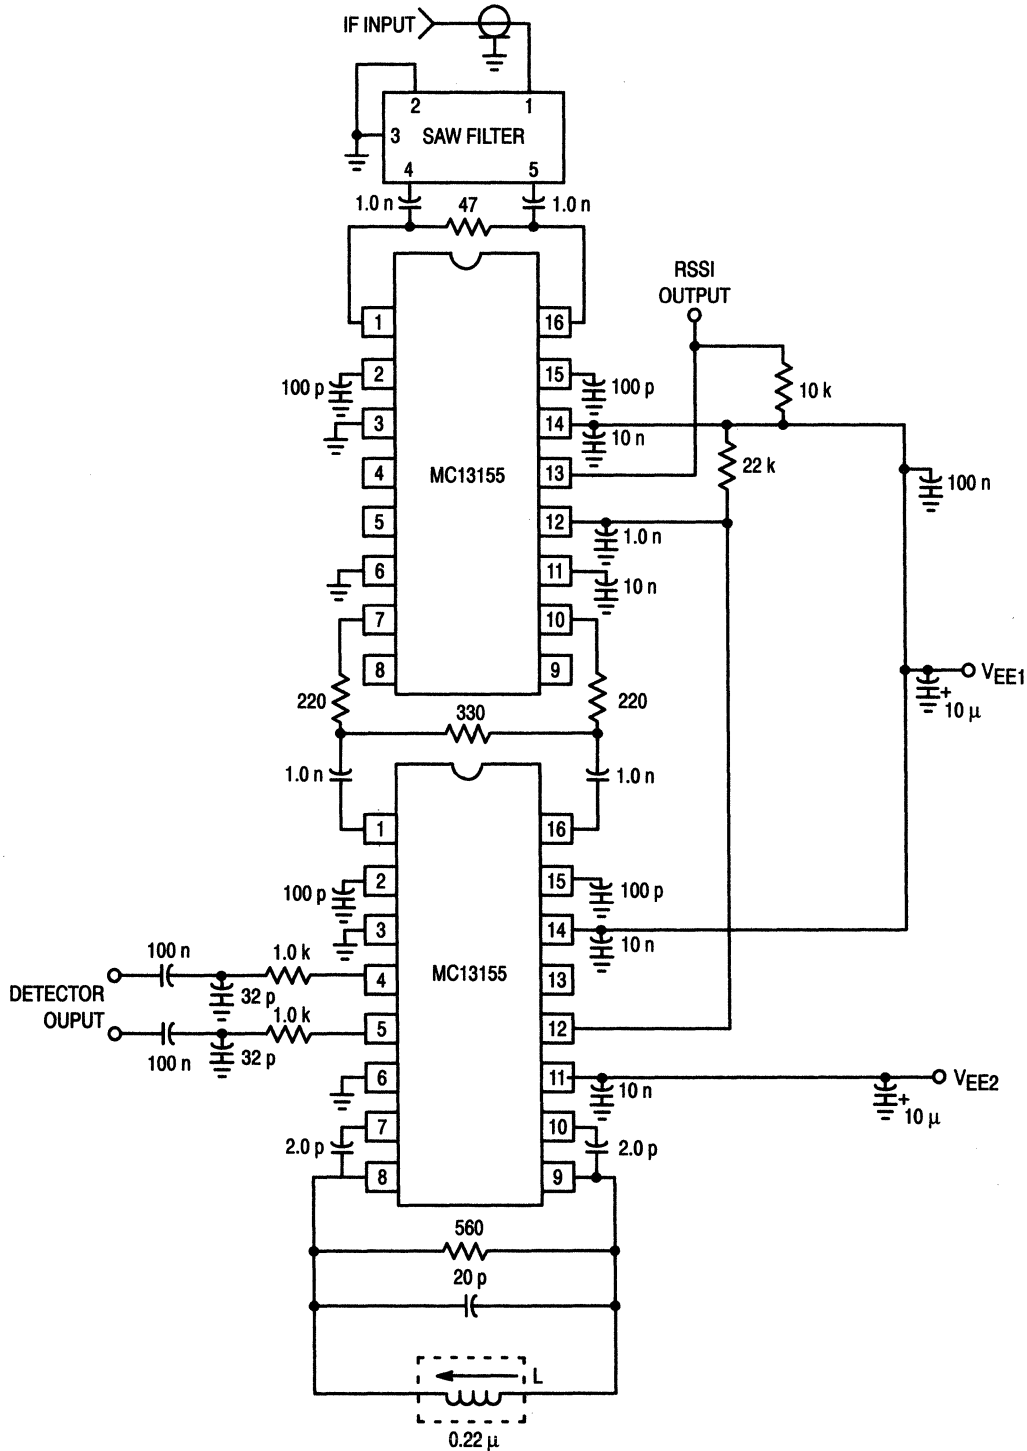 IF INPUT
2 1
3 SAW FILTER
4 5
1.0 n 47 1.0 n
RSSI
OUTPUT
1 16
2 15
100 p 100 p
10 k
3 14
10 n
22 k
4 MC13155 13
100 n
5 12
1.0 n
6 11
10 n
7 10
8 9
VEE1
+
10 µ
220 330 220
1.0 n 1.0 n
1 16
2 15
100 p 100 p
3 14
10 n
100 n 1.0 k
4 MC13155 13
DETECTOR
OUPUT
32 p
1.0 k
5 12
100 n 32 p
6 11
VEE2
10 n
+
10 µ
7 10
2.0 p 2.0 p
8 9
560
20 p
L
0.22 µ